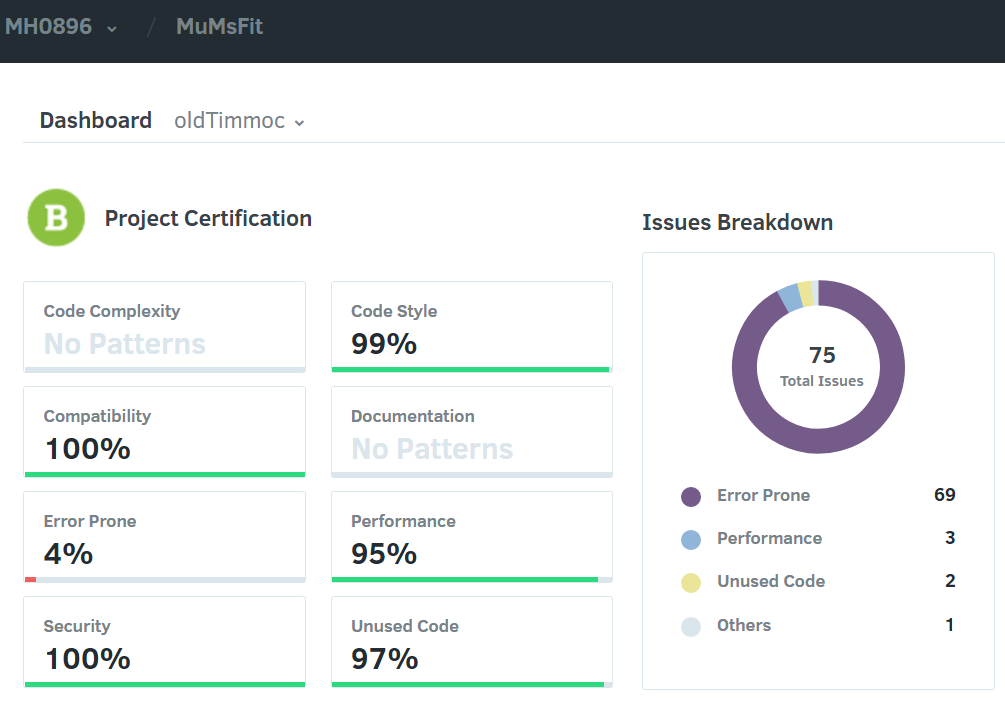 MH0896 / MuMsFit
Dashboard oldTimmoc
B Project Certification
Code Complexity
No Patterns
Code Style
99%
Compatibility
100%
Documentation
No Patterns
Error Prone
4%
Performance
95%
Security
100%
Unused Code
97%
Issues Breakdown
75
Total Issues
Error Prone 69
Performance 3
Unused Code 2
Others 1